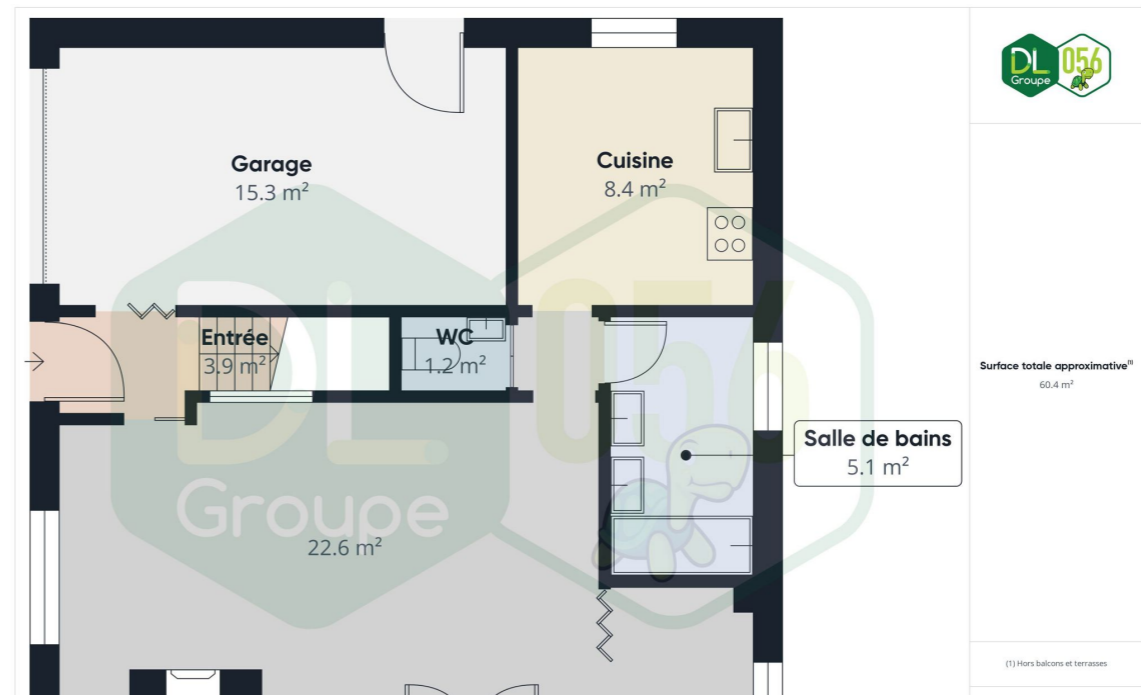 DL
Groupe
056
Garage
15.3 m²
Cuisine
8.4 m²
Entrée
3.9 m²
WC
1.2 m²
Salle de bains
5.1 m²
22.6 m²
DL
Groupe
056
Surface totale approximative⁽¹⁾
60.4 m²
(1) Hors balcons et terrasses